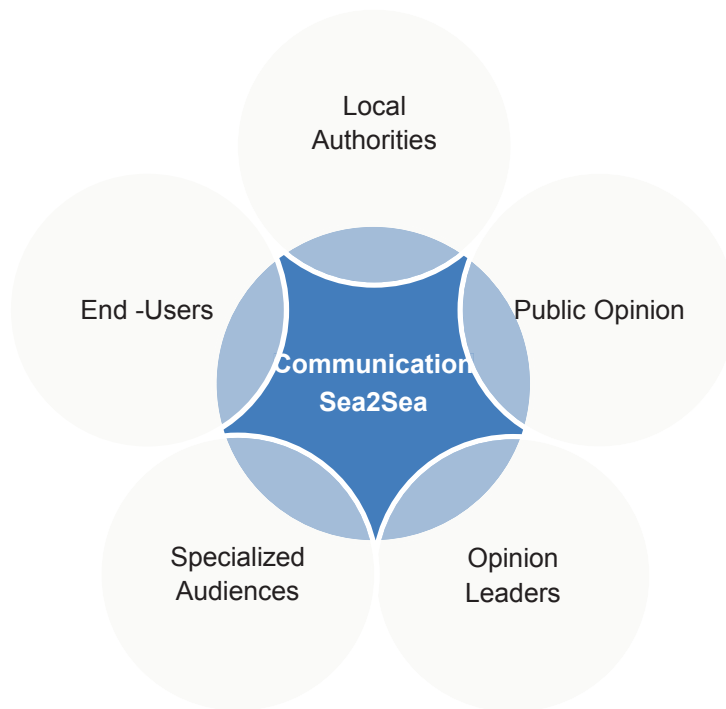 Local
Authorities
End -Users
Public Opinion
Communication
Sea2Sea
Specialized
Audiences
Opinion
Leaders